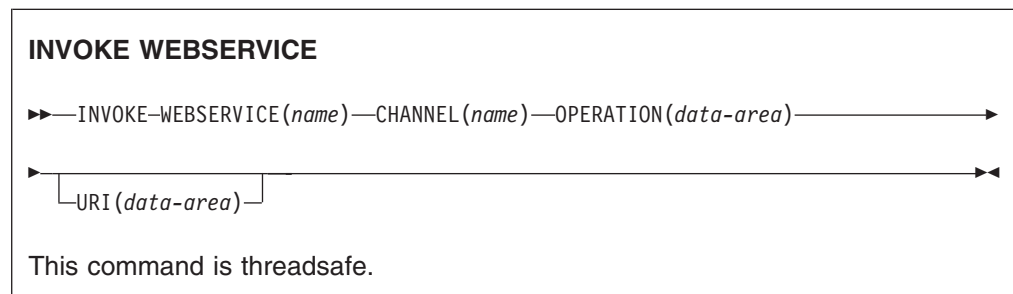 INVOKE WEBSERVICE
INVOKE WEBSERVICE(name) CHANNEL(name) OPERATION(data-area)
URI(data-area)
This command is threadsafe.